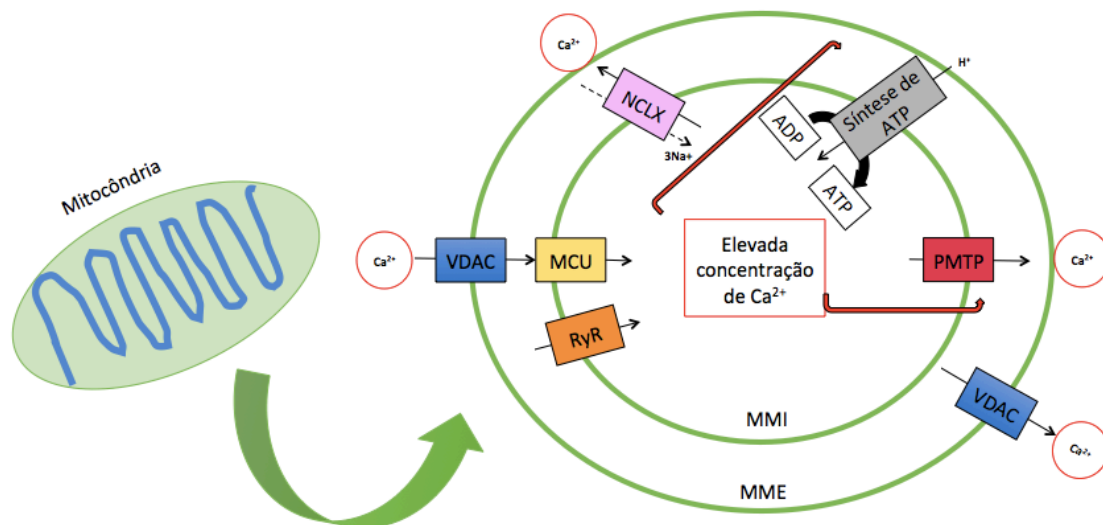 Mitocôndria
Ca²⁺
NCLX
3Na+
H⁺
Síntese de
ATP
ADP
ATP
Ca²⁺
VDAC
MCU
RyR
Elevada
concentração
de Ca²⁺
PMTP
Ca²⁺
VDAC
Ca²⁺
MMI
MME